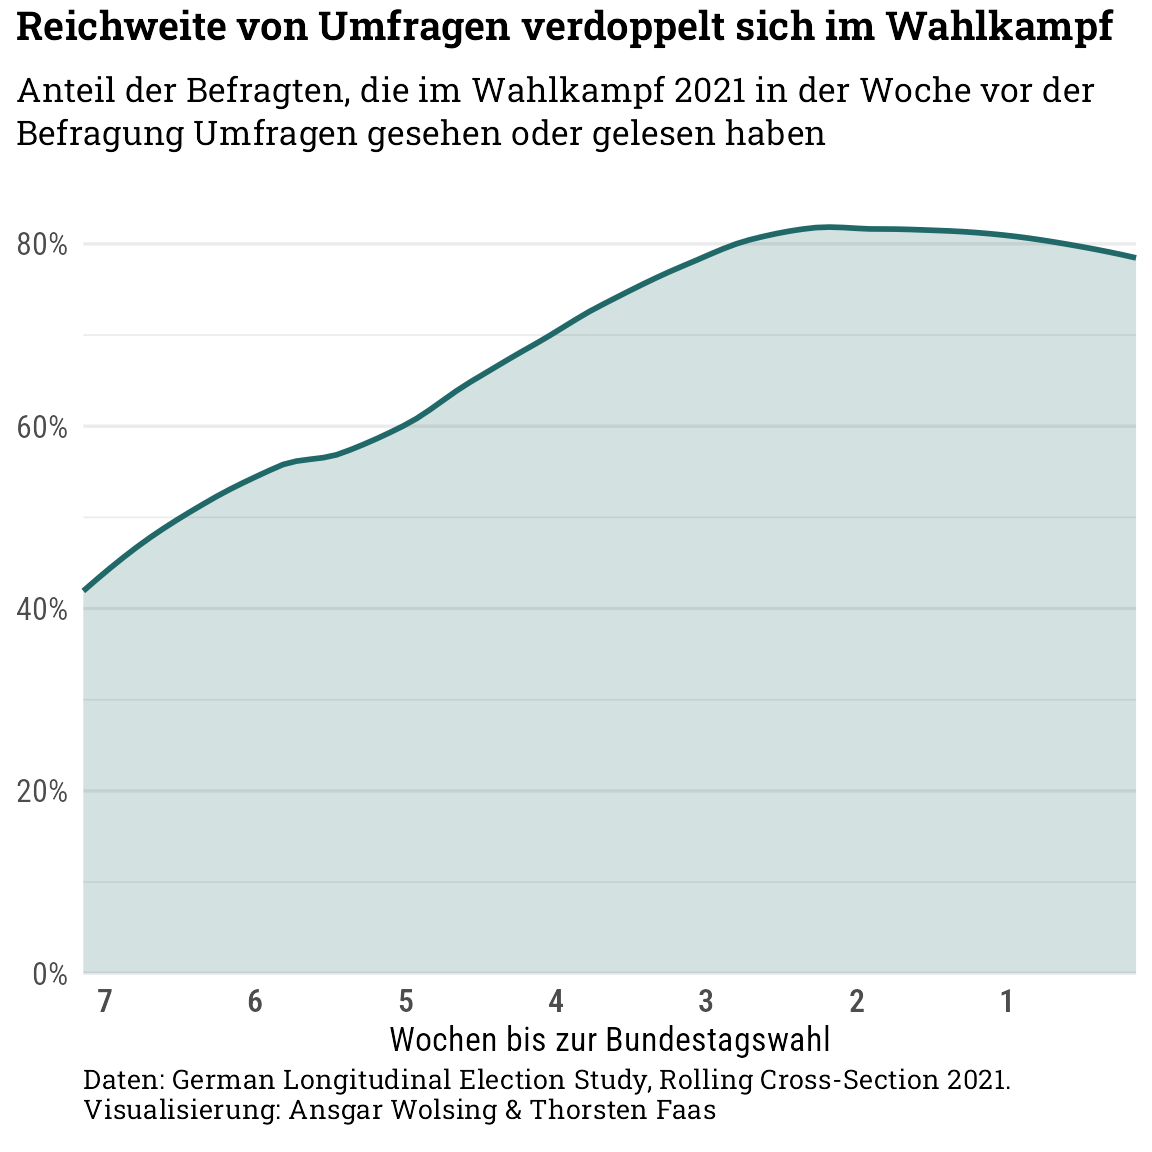 Reichweite von Umfragen verdoppelt sich im Wahlkampf
Anteil der Befragten, die im Wahlkampf 2021 in der Woche vor der
Befragung Umfragen gesehen oder gelesen haben
80%
60%
40%
20%
0%
7 6 5 4 3 2 1
Wochen bis zur Bundestagswahl
Daten: German Longitudinal Election Study, Rolling Cross-Section 2021.
Visualisierung: Ansgar Wolsing & Thorsten Faas